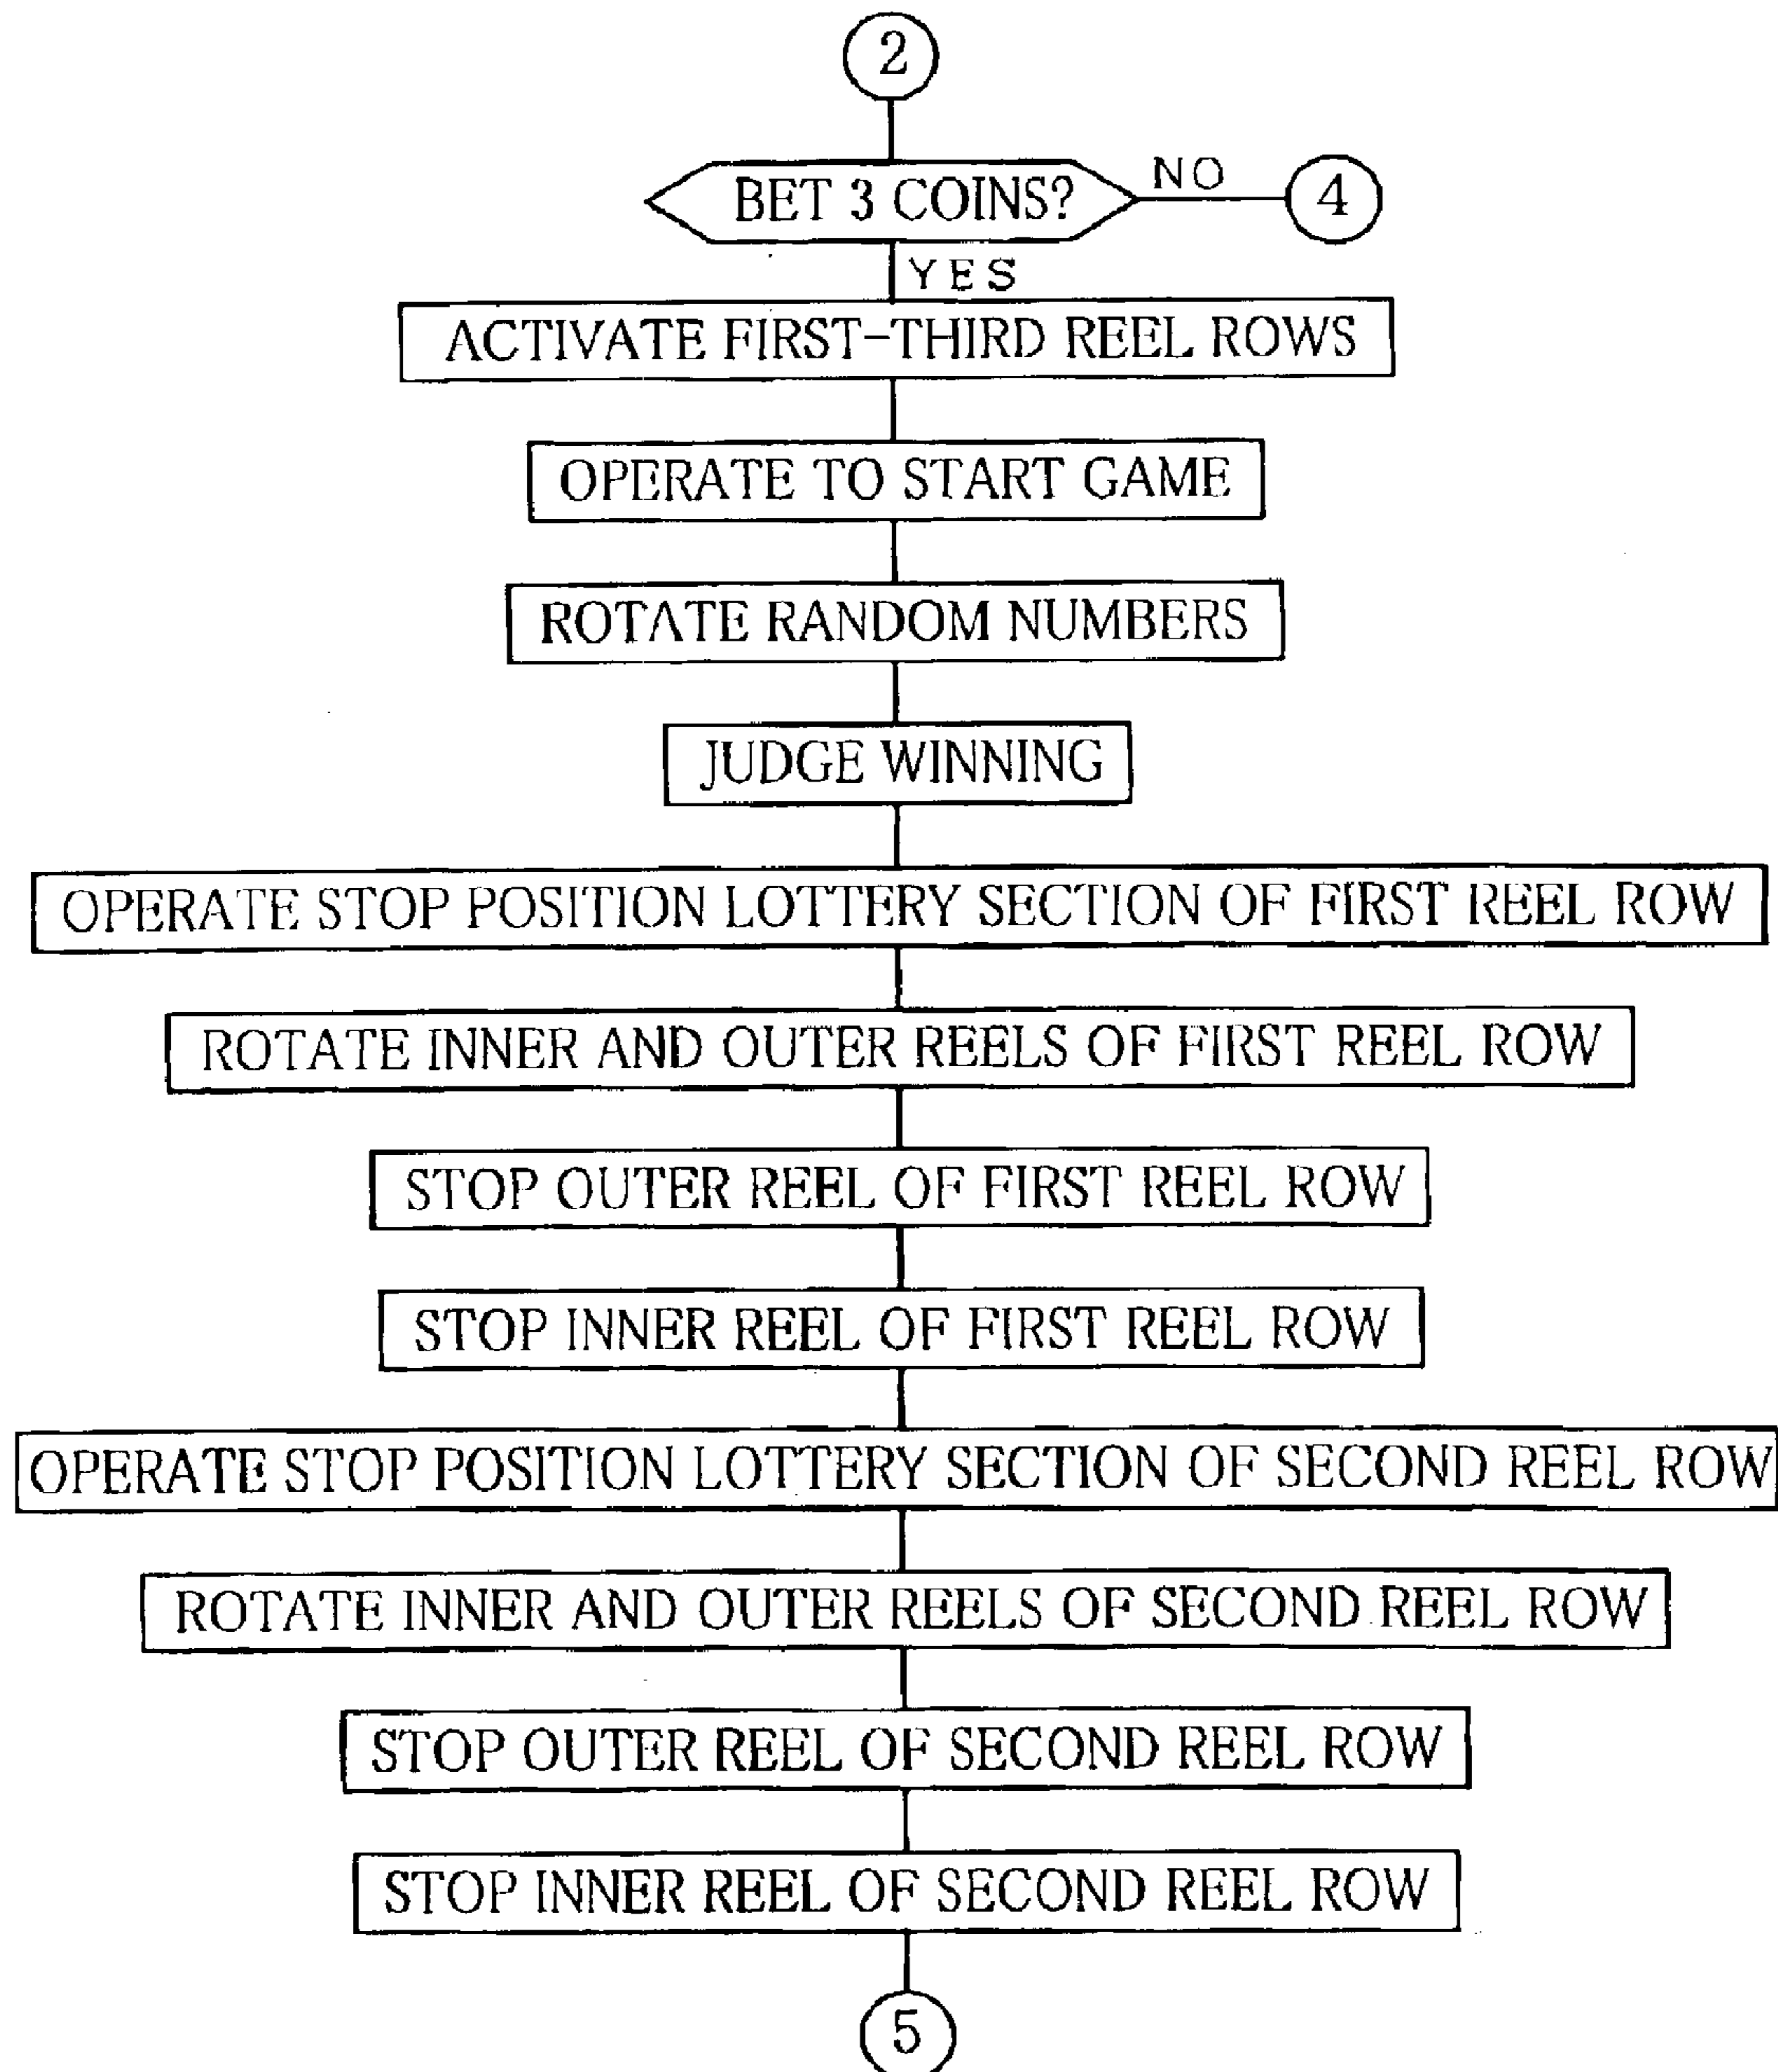 2
BET 3 COINS?
NO
4
YES
ACTIVATE FIRST-THIRD REEL ROWS
OPERATE TO START GAME
ROTATE RANDOM NUMBERS
JUDGE WINNING
OPERATE STOP POSITION LOTTERY SECTION OF FIRST REEL ROW
ROTATE INNER AND OUTER REELS OF FIRST REEL ROW
STOP OUTER REEL OF FIRST REEL ROW
STOP INNER REEL OF FIRST REEL ROW
OPERATE STOP POSITION LOTTERY SECTION OF SECOND REEL ROW
ROTATE INNER AND OUTER REELS OF SECOND REEL ROW
STOP OUTER REEL OF SECOND REEL ROW
STOP INNER REEL OF SECOND REEL ROW
5